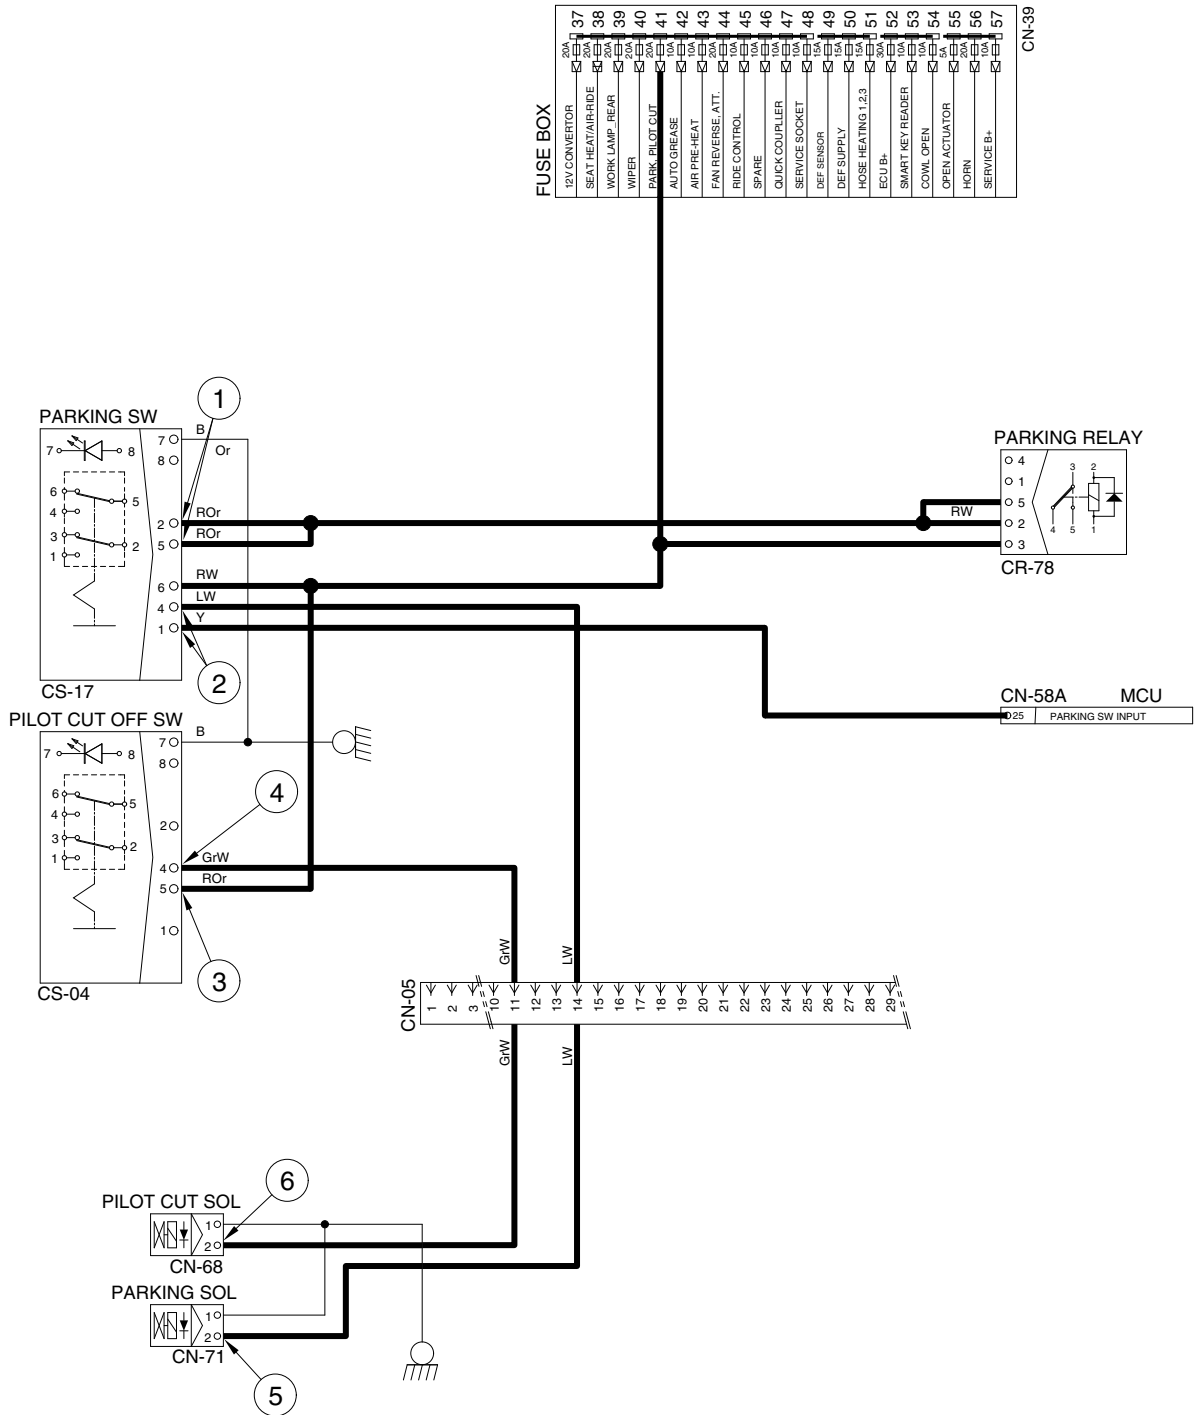 FUSE BOX
CN-39
37 38 39 40 41 42 43 44 45 46 47 48 49 50 51 52 53 54 55 56 57
20A 20A 20A 20A 20A 10A 10A 20A 10A 10A 10A 10A 15A 15A 15A 30A 10A 10A 5A 20A 10A
12V CONVERTOR
SEAT HEAT/AIR-RIDE
WORK LAMP_REAR
WIPER
PARK, PILOT CUT
AUTO GREASE
AIR PRE-HEAT
FAN REVERSE, ATT.
RIDE CONTROL
SPARE
QUICK COUPLLER
SERVICE SOCKET
DEF SENSOR
DEF SUPPLY
HOSE HEATING 1,2,3
ECU B+
SMART KEY READER
COWL OPEN
OPEN ACTUATOR
HORN
SERVICE B+
1
PARKING SW
7 8
6 5
4
3 2
1
7 B
8 Or
2 ROr
5 ROr
6 RW
4 LW
1 Y
2
CS-17
PARKING RELAY
4
1
5
2 RW
3
3 2
4 5 1
CR-78
CN-58A MCU
25 PARKING SW INPUT
PILOT CUT OFF SW
7 8
6 5
4
3 2
1
7 B
8
2
4 GrW
5 ROr
1
4
3
CS-04
GrW LW
CN-05
1 2 3 10 11 12 13 14 15 16 17 18 19 20 21 22 23 24 25 26 27 28 29
GrW LW
6
PILOT CUT SOL
1
2
CN-68
PARKING SOL
1
2
CN-71
5